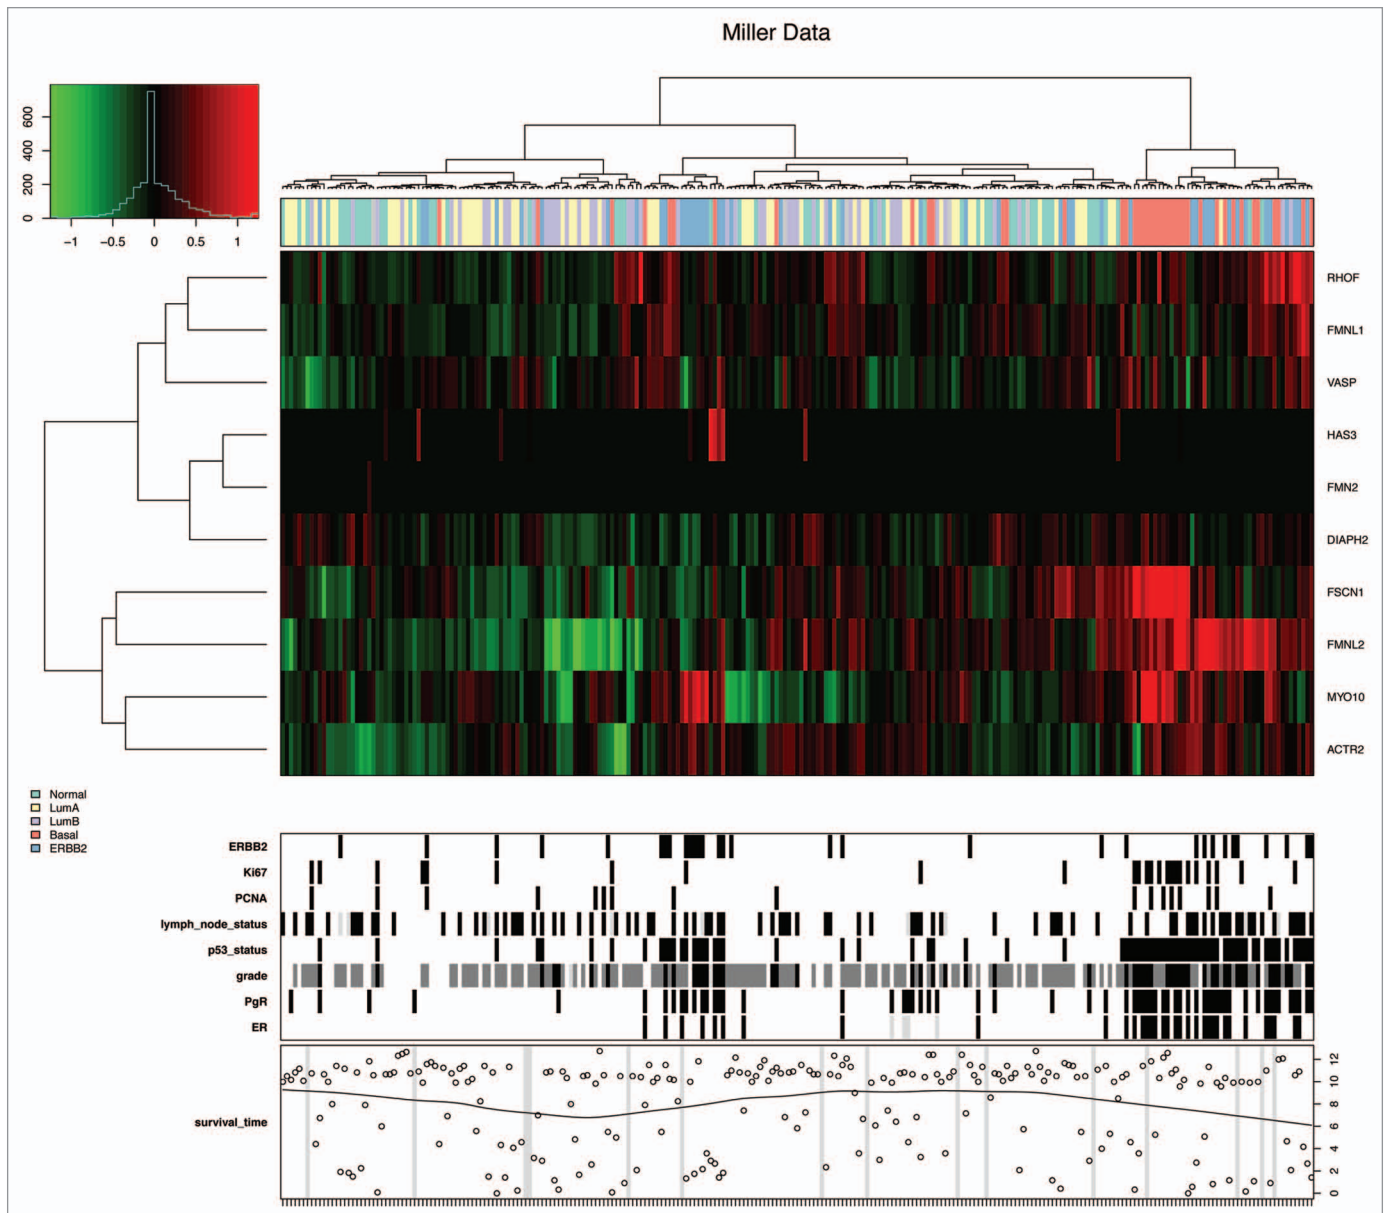 Miller Data
0 200 400 600
−1 −0.5 0 0.5 1
RHOF
FMNL1
VASP
HAS3
FMN2
DIAPH2
FSCN1
FMNL2
MYO10
ACTR2
Normal
LumA
LumB
Basal
ERBB2
ERBB2
Ki67
PCNA
lymph_node_status
p53_status
grade
PgR
ER
survival_time
0 2 4 6 8 10 12